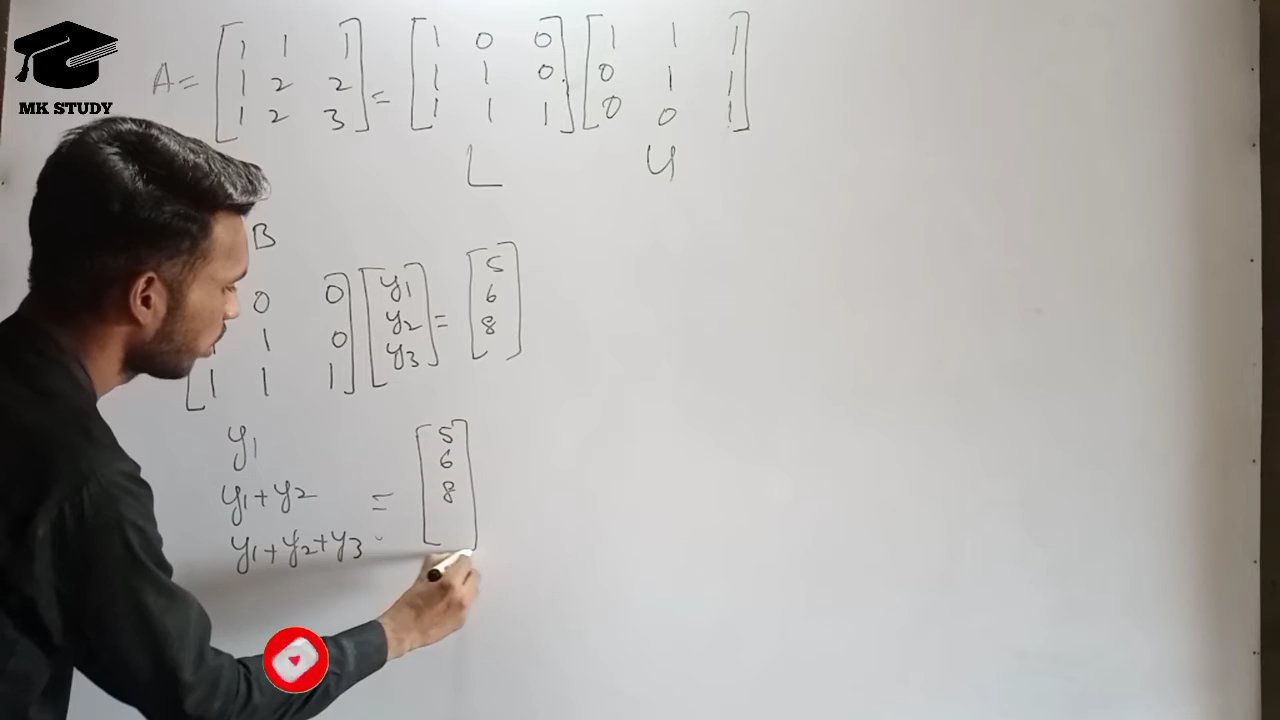 MK STUDY
A = [1 1 1] = [1 0 0] [1 1 1]
[1 2 2] [1 1 0] [0 1 1]
[1 2 3] [1 1 1] [0 0 1]
L U
B
0 0 [y1] = [5]
1 0 [y2] [6]
1 1 1 [y3] [8]
y1 [5]
y1+y2 = [6]
y1+y2+y3 [8]